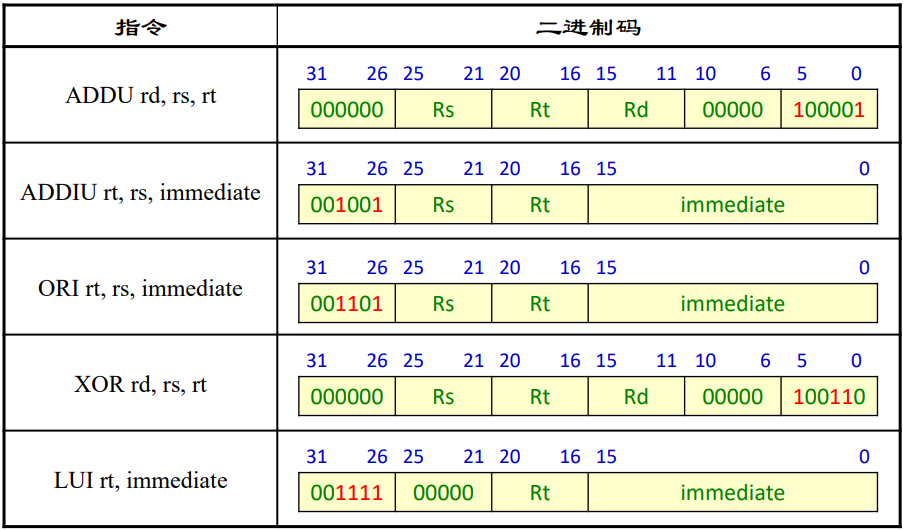 指令 二进制码
31 26 25 21 20 16 15 11 10 6 5 0
ADDU rd, rs, rt 000000 Rs Rt Rd 00000 100001
31 26 25 21 20 16 15 0
ADDIU rt, rs, immediate 001001 Rs Rt immediate
31 26 25 21 20 16 15 0
ORI rt, rs, immediate 001101 Rs Rt immediate
31 26 25 21 20 16 15 11 10 6 5 0
XOR rd, rs, rt 000000 Rs Rt Rd 00000 100110
31 26 25 21 20 16 15 0
LUI rt, immediate 001111 00000 Rt immediate